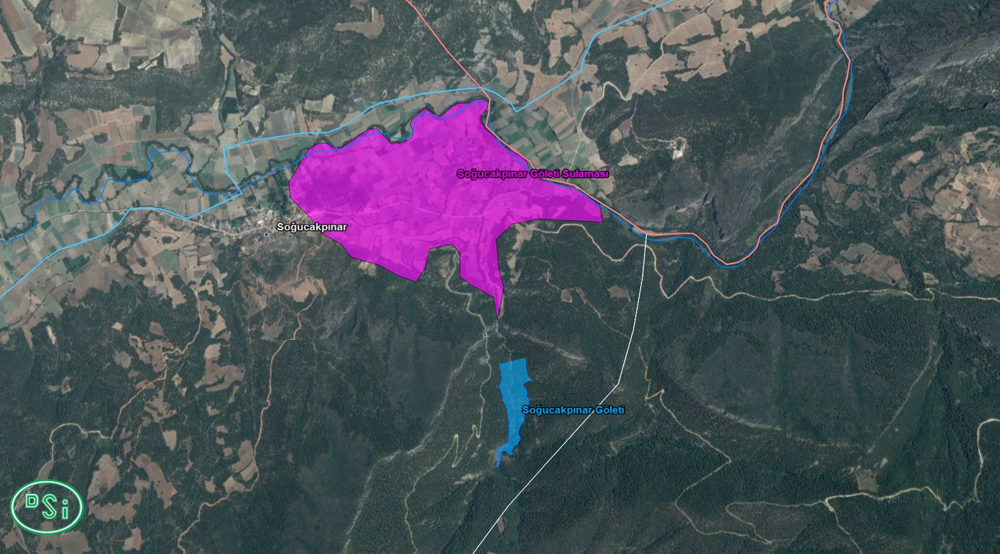 Soğucakpınar Göleti Sulaması
Soğucakpınar
Soğucakpınar Göleti
DSi